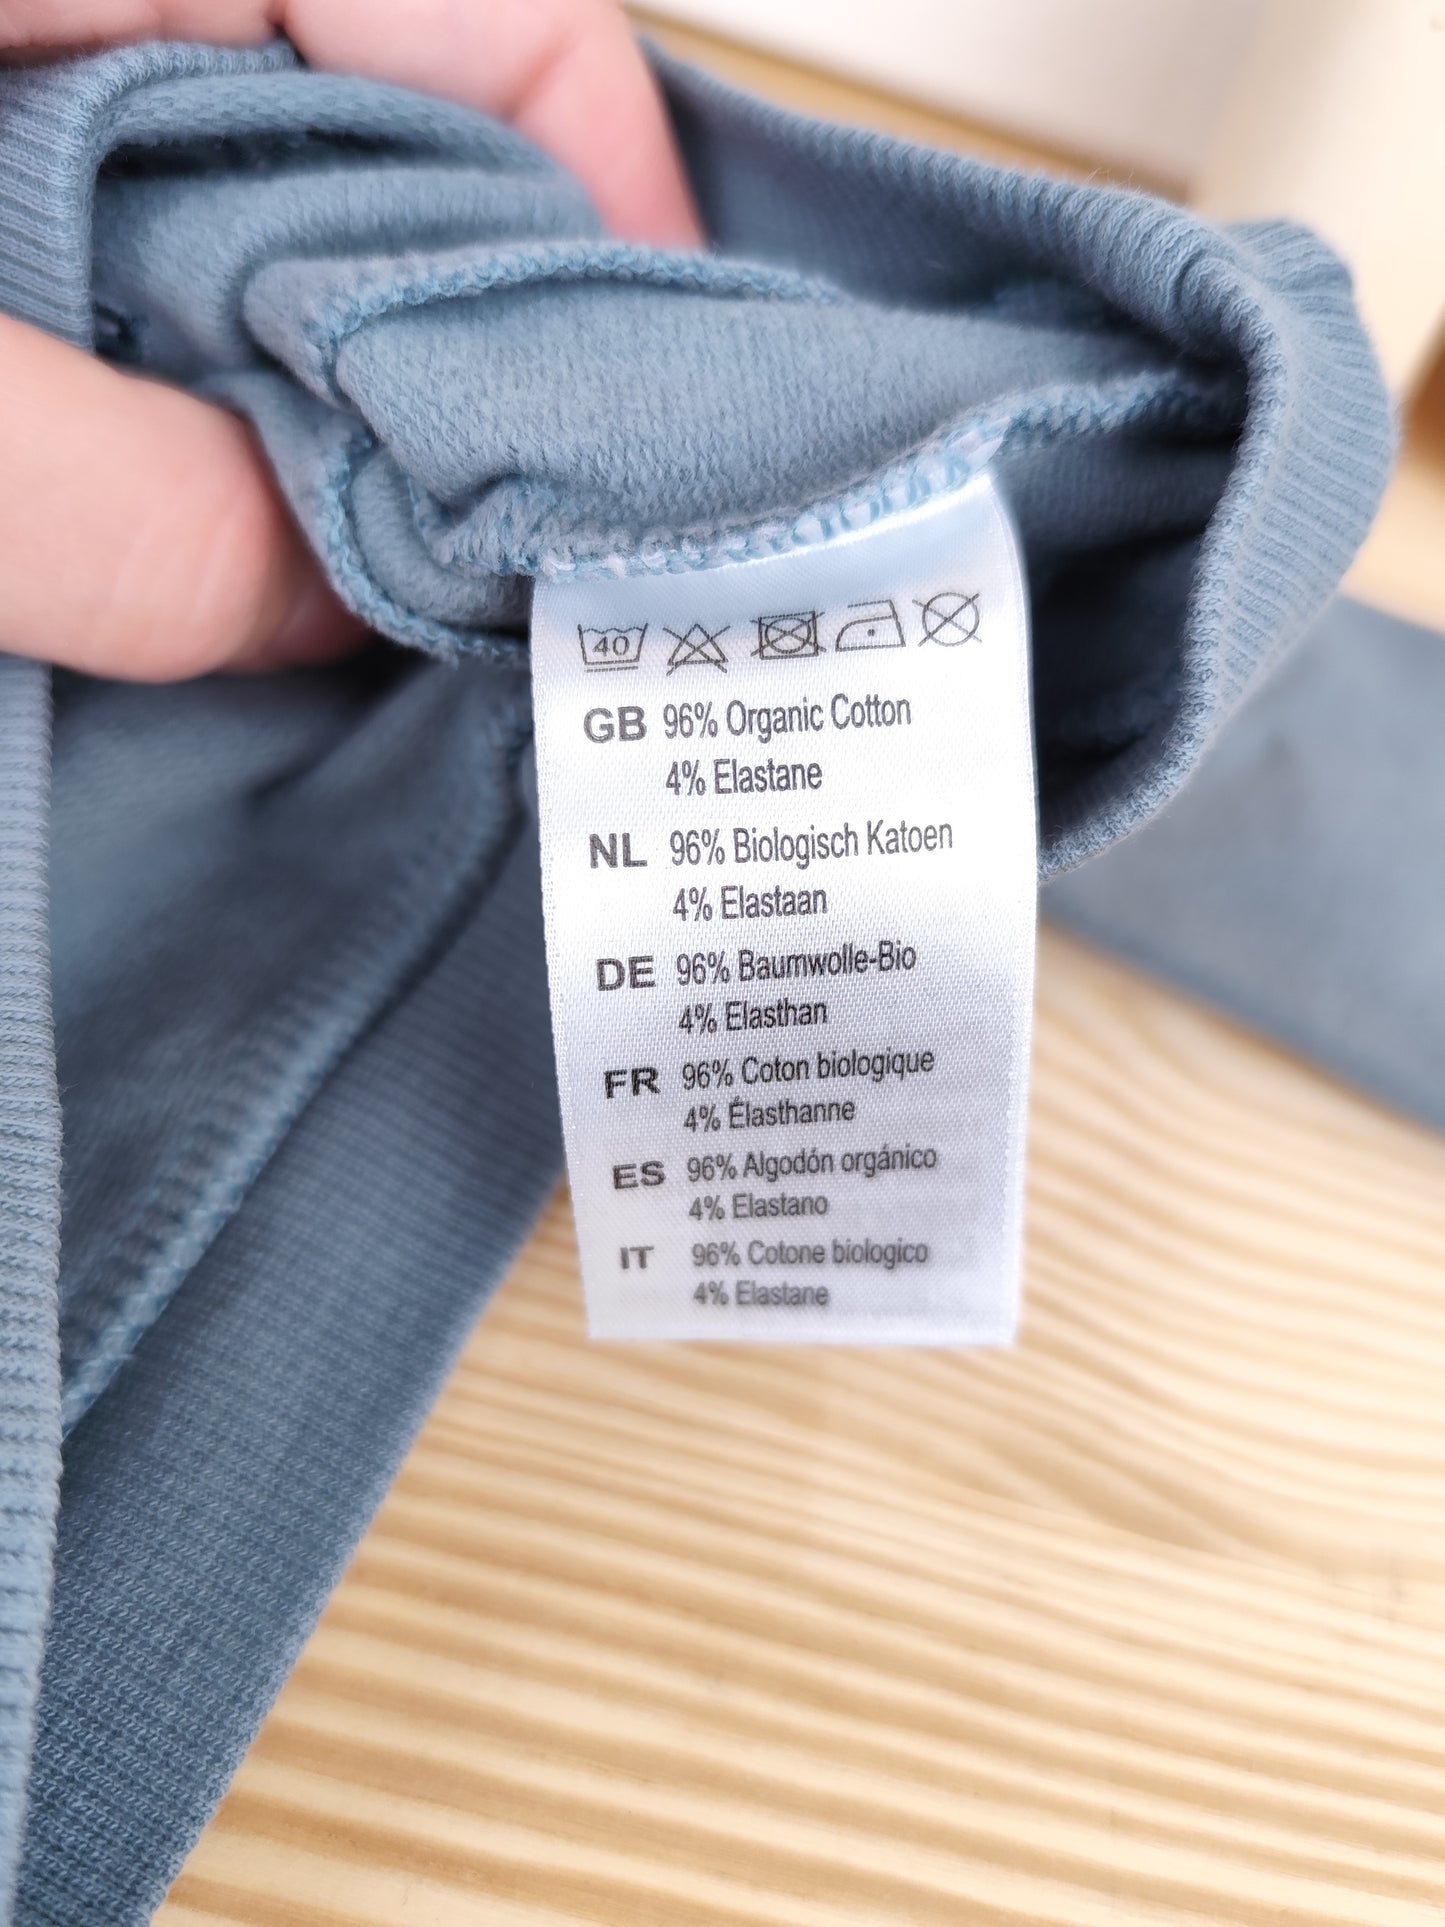 40
GB 96% Organic Cotton
4% Elastane
NL 96% Biologisch Katoen
4% Elastaan
DE 96% Baumwolle-Bio
4% Elasthan
FR 96% Coton biologique
4% Élasthanne
ES 96% Algodón orgánico
4% Elastano
IT 96% Cotone biologico
4% Elastane